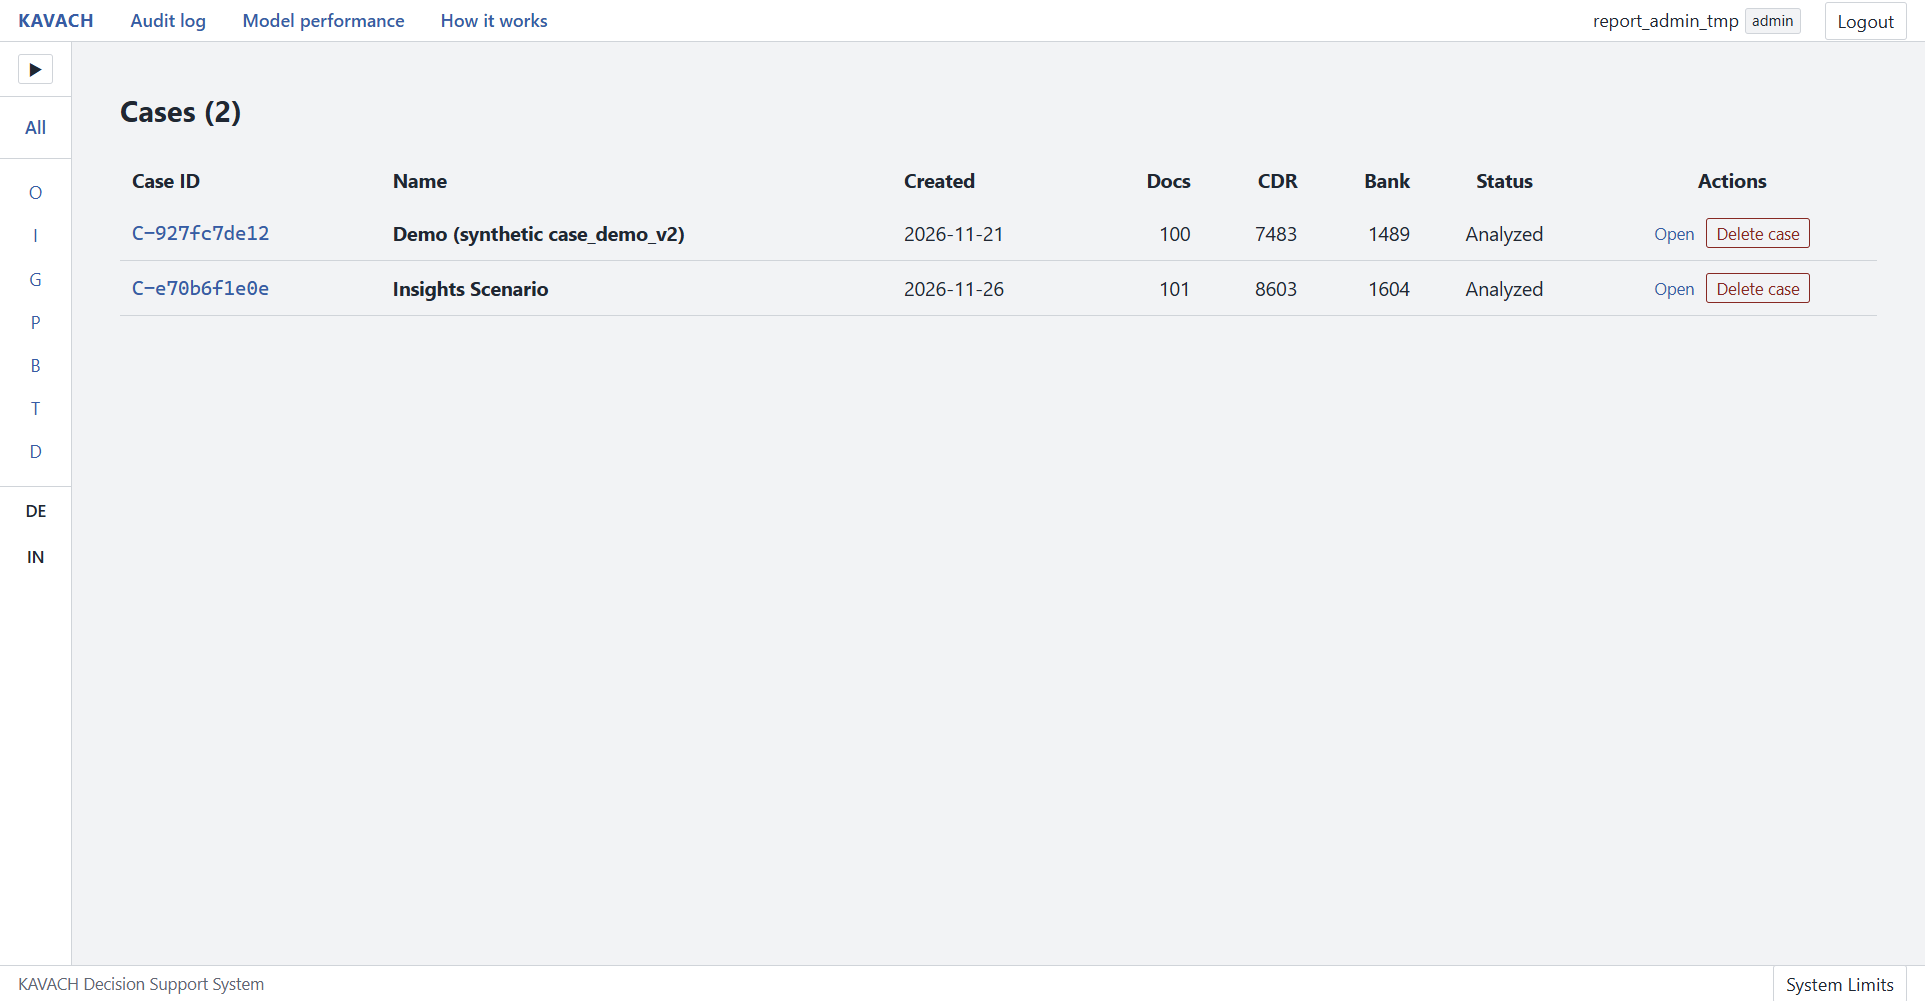 KAVACH Audit log Model performance How it works report_admin_tmp admin Logout
▶
All
O
I
G
P
B
T
D
DE
IN
Cases (2)
Case ID Name Created Docs CDR Bank Status Actions
C-927fc7de12 Demo (synthetic case_demo_v2) 2026-11-21 100 7483 1489 Analyzed Open Delete case
C-e70b6f1e0e Insights Scenario 2026-11-26 101 8603 1604 Analyzed Open Delete case
KAVACH Decision Support System System Limits